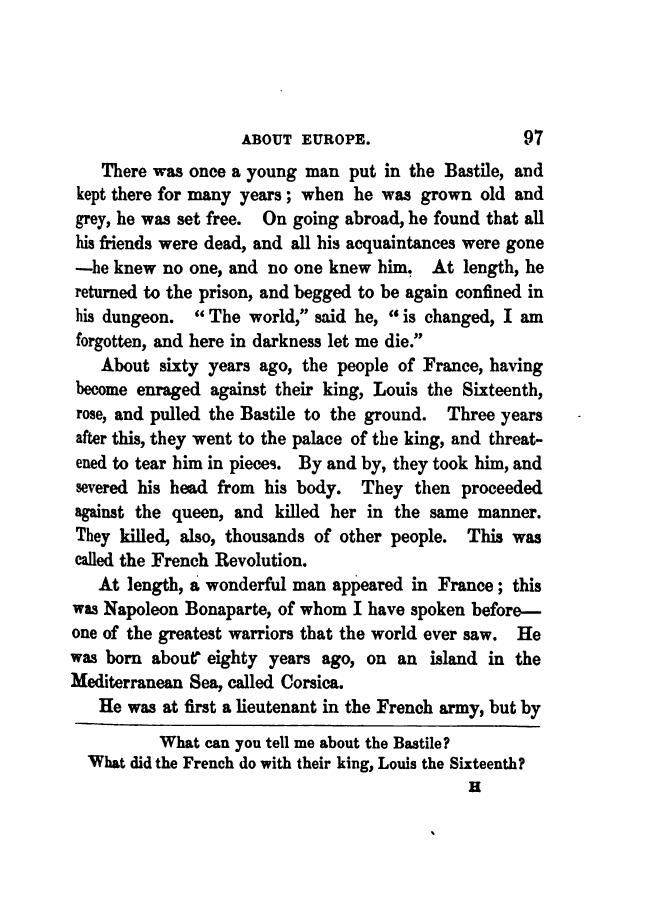 ABOUT EUROPE. 97
There was once a young man put in the Bastile, and
kept there for many years; when he was grown old and
grey, he was set free. On going abroad, he found that all
his friends were dead, and all his acquaintances were gone
—he knew no one, and no one knew him. At length, he
returned to the prison, and begged to be again confined in
his dungeon. “The world,” said he, “is changed, I am
forgotten, and here in darkness let me die.”
About sixty years ago, the people of France, having
become enraged against their king, Louis the Sixteenth,
rose, and pulled the Bastile to the ground. Three years
after this, they went to the palace of the king, and threat-
ened to tear him in pieces. By and by, they took him, and
severed his head from his body. They then proceeded
against the queen, and killed her in the same manner.
They killed, also, thousands of other people. This was
called the French Revolution.
At length, a wonderful man appeared in France; this
was Napoleon Bonaparte, of whom I have spoken before—
one of the greatest warriors that the world ever saw. He
was born about eighty years ago, on an island in the
Mediterranean Sea, called Corsica.
He was at first a lieutenant in the French army, but by
What can you tell me about the Bastile?
What did the French do with their king, Louis the Sixteenth?
H